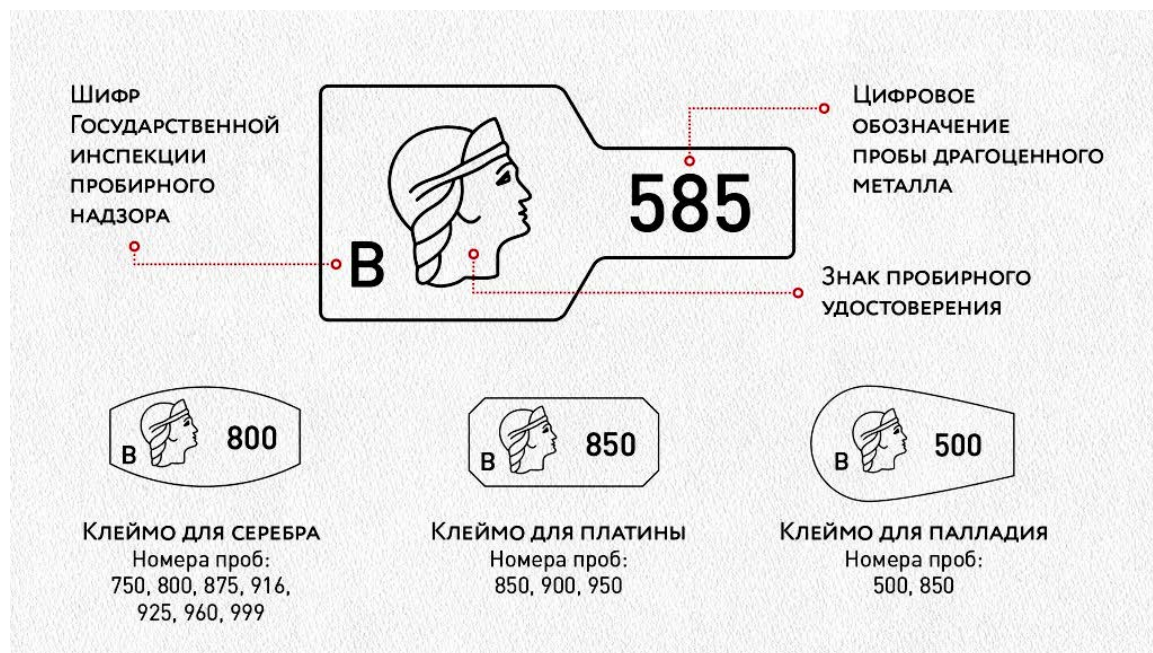 Шифр
Государственной
инспекции
пробирного
надзора
Цифровое
обозначение
пробы драгоценного
металла
585
В
Знак пробирного
удостоверения
В 800
В 850
В 500
Клеймо для серебра
Номера проб:
750, 800, 875, 916,
925, 960, 999
Клеймо для платины
Номера проб:
850, 900, 950
Клеймо для палладия
Номера проб:
500, 850